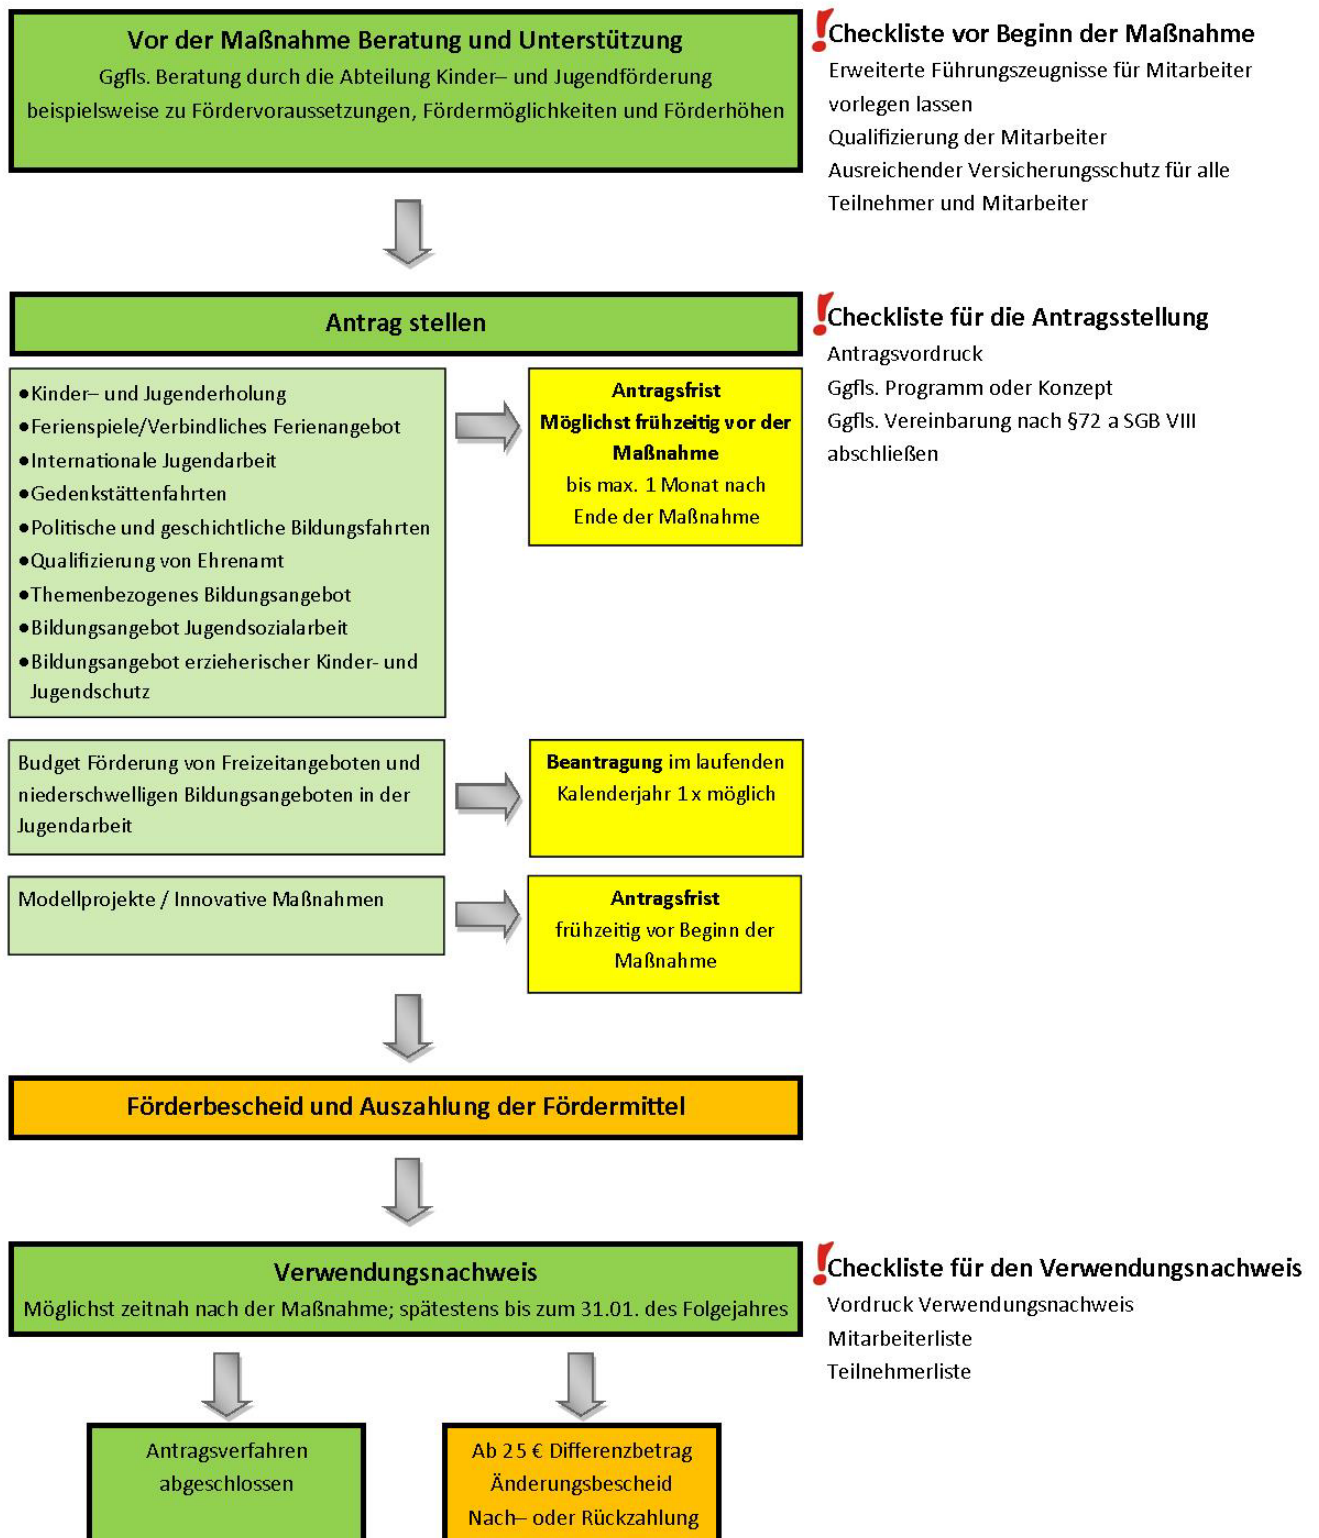 Vor der Maßnahme Beratung und Unterstützung
Ggfls. Beratung durch die Abteilung Kinder– und Jugendförderung
beispielsweise zu Fördervoraussetzungen, Fördermöglichkeiten und Förderhöhen
Checkliste vor Beginn der Maßnahme
Erweiterte Führungszeugnisse für Mitarbeiter
vorlegen lassen
Qualifizierung der Mitarbeiter
Ausreichender Versicherungsschutz für alle
Teilnehmer und Mitarbeiter
Antrag stellen
Checkliste für die Antragsstellung
Antragsvordruck
Ggfls. Programm oder Konzept
Ggfls. Vereinbarung nach §72 a SGB VIII
abschließen
•Kinder– und Jugenderholung
•Ferienspiele/Verbindliches Ferienangebot
•Internationale Jugendarbeit
•Gedenkstättenfahrten
•Politische und geschichtliche Bildungsfahrten
•Qualifizierung von Ehrenamt
•Themenbezogenes Bildungsangebot
•Bildungsangebot Jugendsozialarbeit
•Bildungsangebot erzieherischer Kinder- und
Jugendschutz
Antragsfrist
Möglichst frühzeitig vor der
Maßnahme
bis max. 1 Monat nach
Ende der Maßnahme
Budget Förderung von Freizeitangeboten und
niederschwelligen Bildungsangeboten in der
Jugendarbeit
Beantragung im laufenden
Kalenderjahr 1 x möglich
Modellprojekte / Innovative Maßnahmen
Antragsfrist
frühzeitig vor Beginn der
Maßnahme
Förderbescheid und Auszahlung der Fördermittel
Verwendungsnachweis
Möglichst zeitnah nach der Maßnahme; spätestens bis zum 31.01. des Folgejahres
Checkliste für den Verwendungsnachweis
Vordruck Verwendungsnachweis
Mitarbeiterliste
Teilnehmerliste
Antragsverfahren
abgeschlossen
Ab 25 € Differenzbetrag
Änderungsbescheid
Nach– oder Rückzahlung